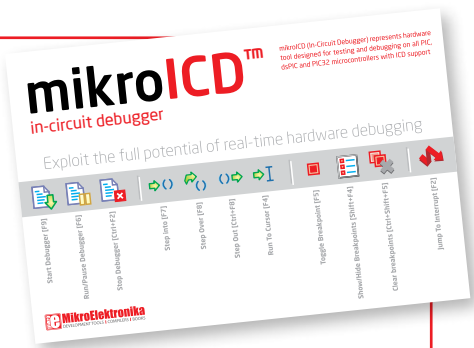 mikroICD™
in-circuit debugger
mikroICD (In-Circuit Debugger) represents hardware
tool designed for testing and debugging on all PIC,
dsPIC and PIC32 microcontrollers with ICD support
Exploit the full potential of real-time hardware debugging
Start Debugger [F9]
Run/Pause Debugger [F6]
Stop Debugger [Ctrl+F2]
Step Into [F7]
Step Over [F8]
Step Out [Ctrl+F8]
Run To Cursor [F4]
Toggle Breakpoint [F5]
Show/Hide Breakpoints [Shift+F4]
Clear breakpoints [Ctrl+Shift+F5]
Jump To Interrupt [F2]
MikroElektronika
DEVELOPMENT TOOLS | COMPILERS | BOOKS